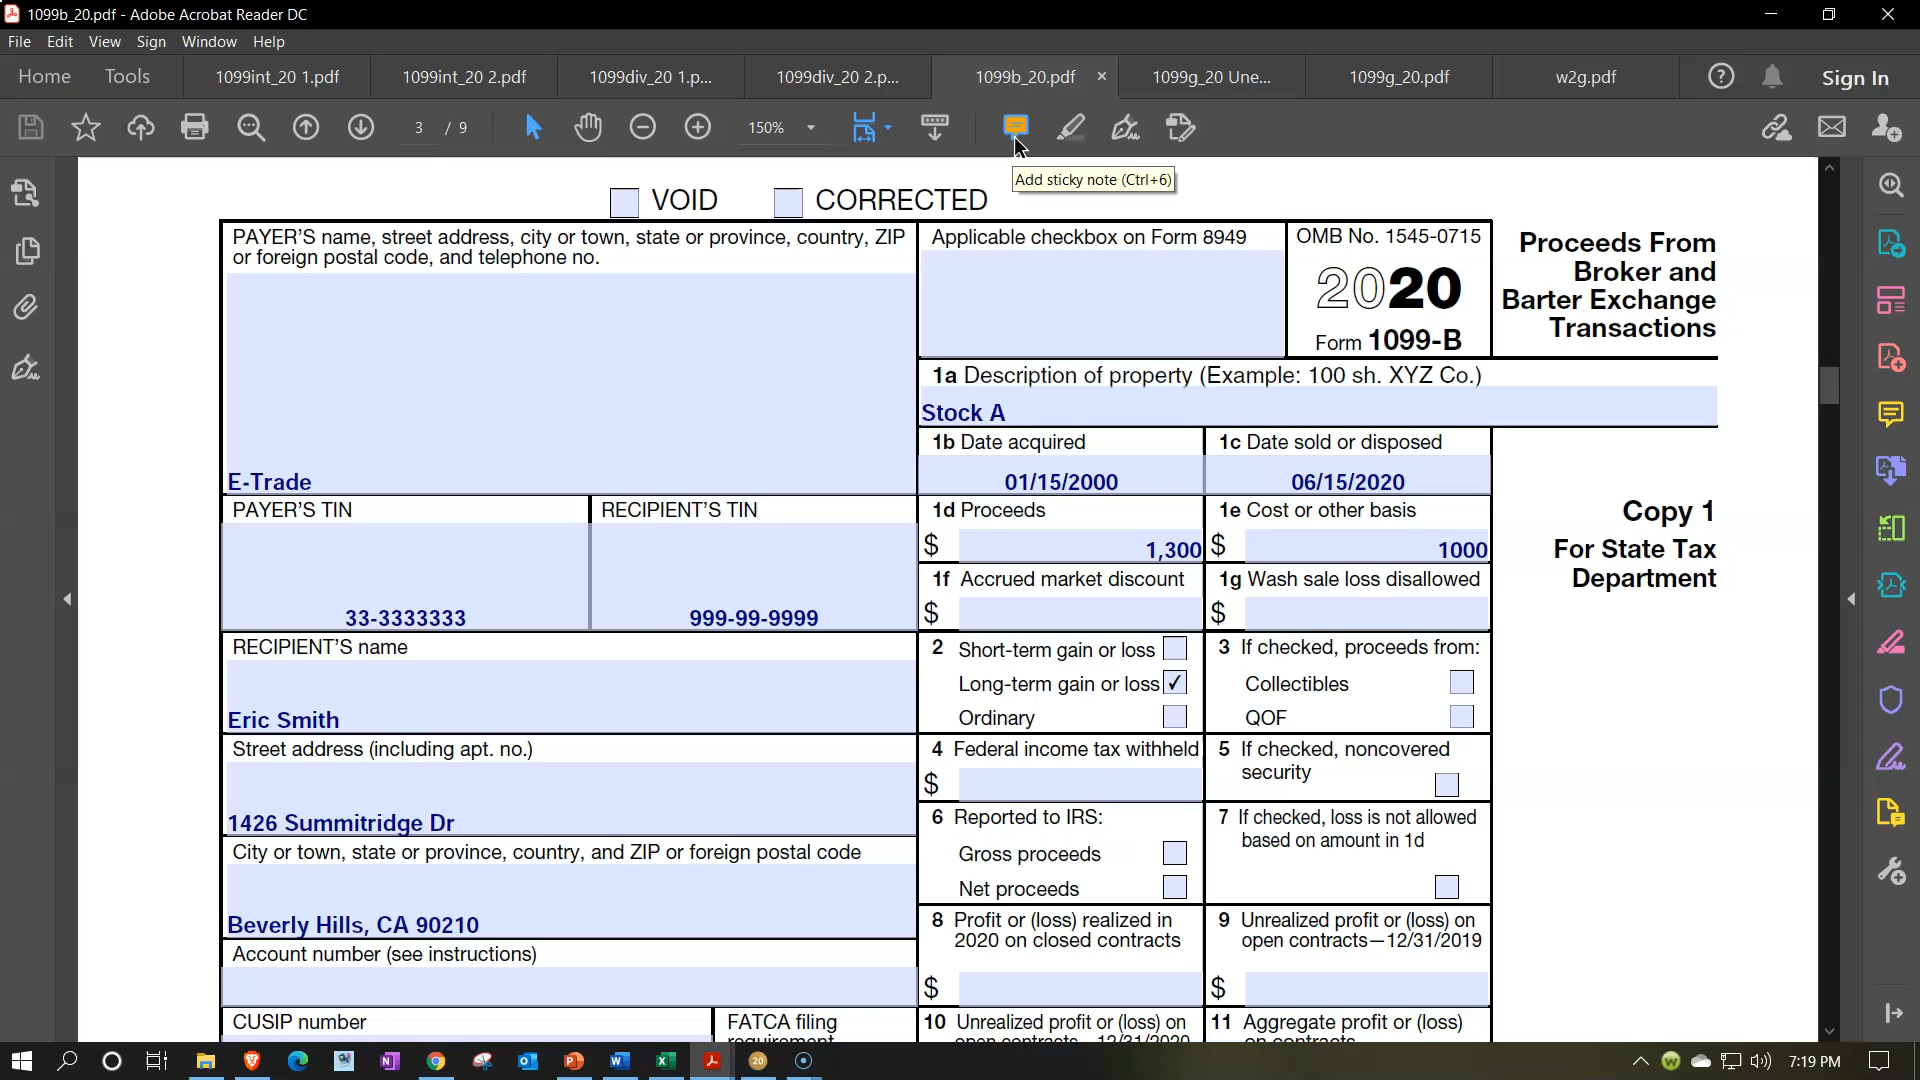 1099b_20.pdf - Adobe Acrobat Reader DC
File Edit View Sign Window Help
Home Tools 1099int_20 1.pdf 1099int_20 2.pdf 1099div_20 1.p... 1099div_20 2.p... 1099b_20.pdf × 1099g_20 Une... 1099g_20.pdf w2g.pdf Sign In
3 / 9 150%
Add sticky note (Ctrl+6)
VOID CORRECTED
PAYER'S name, street address, city or town, state or province, country, ZIP
or foreign postal code, and telephone no.
E-Trade
Applicable checkbox on Form 8949
OMB No. 1545-0715
2020
Form 1099-B
Proceeds From
Broker and
Barter Exchange
Transactions
1a Description of property (Example: 100 sh. XYZ Co.)
Stock A
1b Date acquired
01/15/2000
1c Date sold or disposed
06/15/2020
PAYER'S TIN
33-3333333
RECIPIENT'S TIN
999-99-9999
1d Proceeds
$ 1,300
1e Cost or other basis
$ 1000
Copy 1
For State Tax
Department
1f Accrued market discount
$
1g Wash sale loss disallowed
$
RECIPIENT'S name
Eric Smith
2 Short-term gain or loss
Long-term gain or loss ✓
Ordinary
3 If checked, proceeds from:
Collectibles
QOF
Street address (including apt. no.)
1426 Summitridge Dr
4 Federal income tax withheld
$
5 If checked, noncovered
security
6 Reported to IRS:
Gross proceeds
Net proceeds
7 If checked, loss is not allowed
based on amount in 1d
City or town, state or province, country, and ZIP or foreign postal code
Beverly Hills, CA 90210
8 Profit or (loss) realized in
2020 on closed contracts
$
9 Unrealized profit or (loss) on
open contracts—12/31/2019
$
Account number (see instructions)
CUSIP number
FATCA filing
requirement
10 Unrealized profit or (loss) on
open contracts—12/31/2020
11 Aggregate profit or (loss)
on contracts
20
7:19 PM